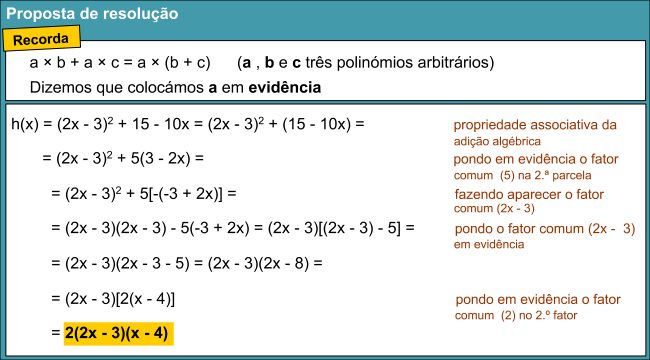 Proposta de resolução
Recorda
a × b + a × c = a × (b + c) (a , b e c três polinómios arbitrários)
Dizemos que colocámos a em evidência
h(x) = (2x - 3)² + 15 - 10x = (2x - 3)² + (15 - 10x) =
propriedade associativa da
adição algébrica
= (2x - 3)² + 5(3 - 2x) =
pondo em evidência o fator
comum (5) na 2.ª parcela
= (2x - 3)² + 5[-(-3 + 2x)] =
fazendo aparecer o fator
comum (2x - 3)
= (2x - 3)(2x - 3) - 5(-3 + 2x) = (2x - 3)[(2x - 3) - 5] =
pondo o fator comum (2x - 3)
em evidência
= (2x - 3)(2x - 3 - 5) = (2x - 3)(2x - 8) =
= (2x - 3)[2(x - 4)]
pondo em evidência o fator
comum (2) no 2.º fator
= 2(2x - 3)(x - 4)